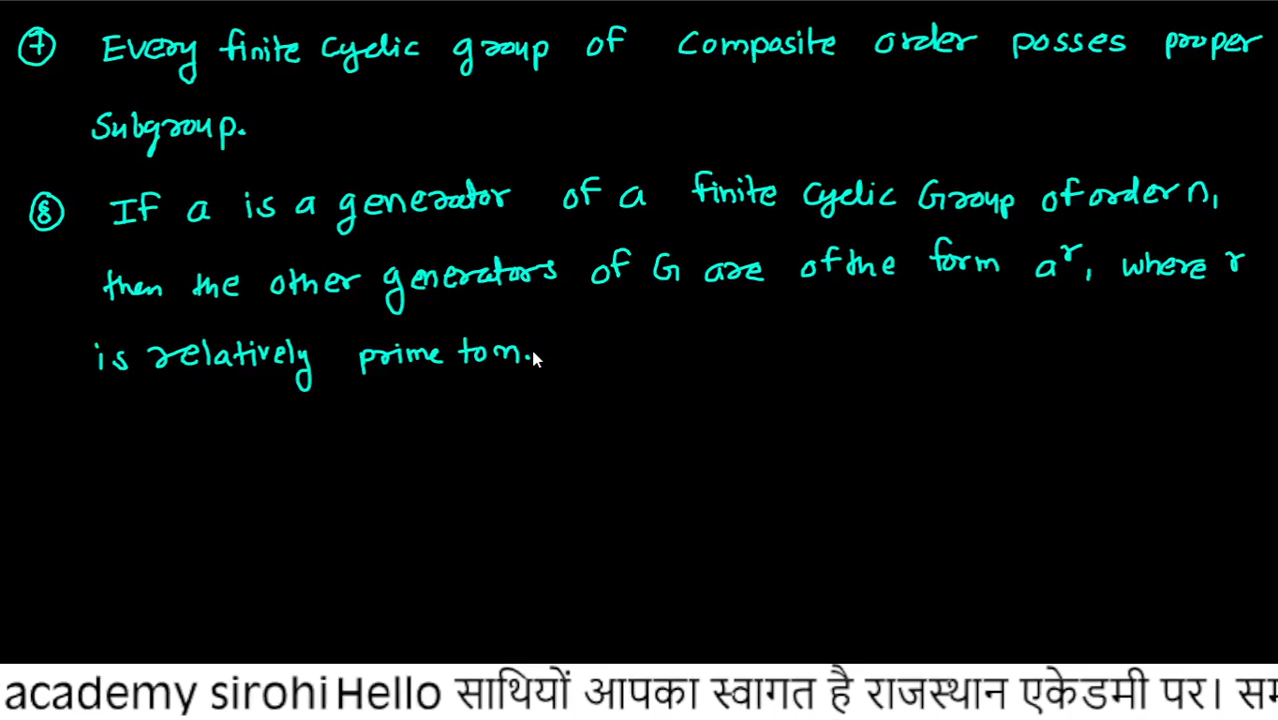 ⑦ Every finite cyclic group of composite order posses proper
Subgroup.
⑧ If a is a generator of a finite cyclic Group of order n,
then the other generators of G are of the form aʳ, where r
is relatively prime to n.
academy sirohi Hello साथियों आपका स्वागत है राजस्थान एकेडमी पर। सम